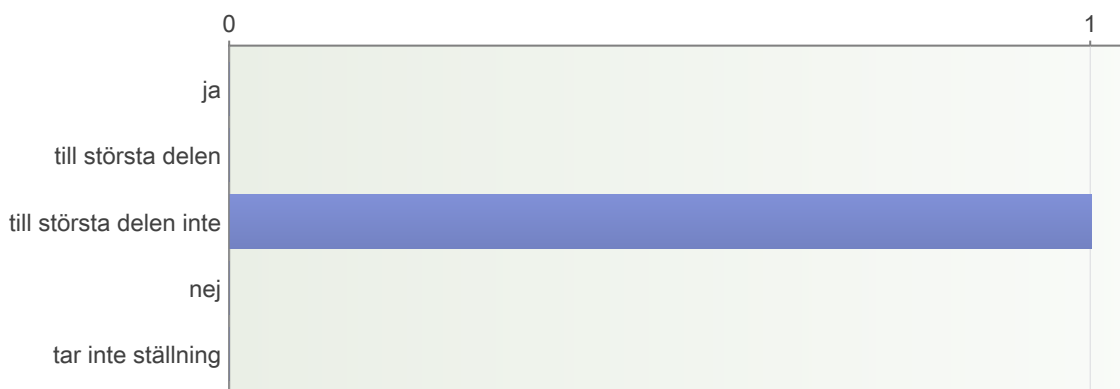 0 1
ja
till största delen
till största delen inte
nej
tar inte ställning